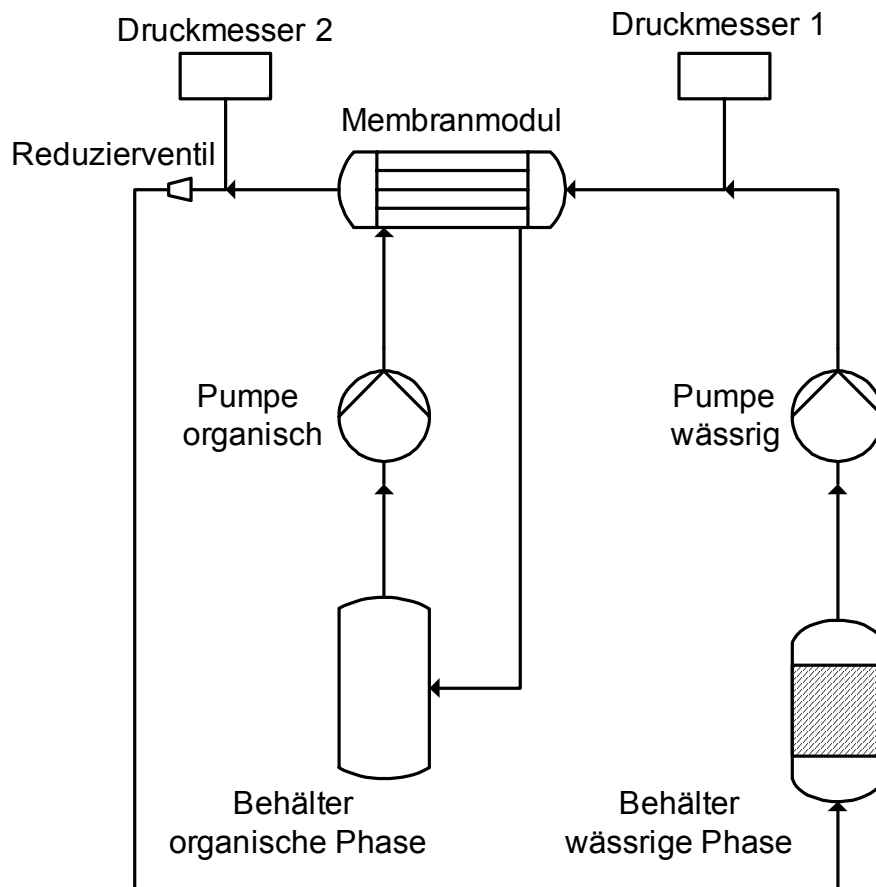 Druckmesser 2
Druckmesser 1
Membranmodul
Reduzierventil
Pumpe
organisch
Pumpe
wässrig
Behälter
organische Phase
Behälter
wässrige Phase